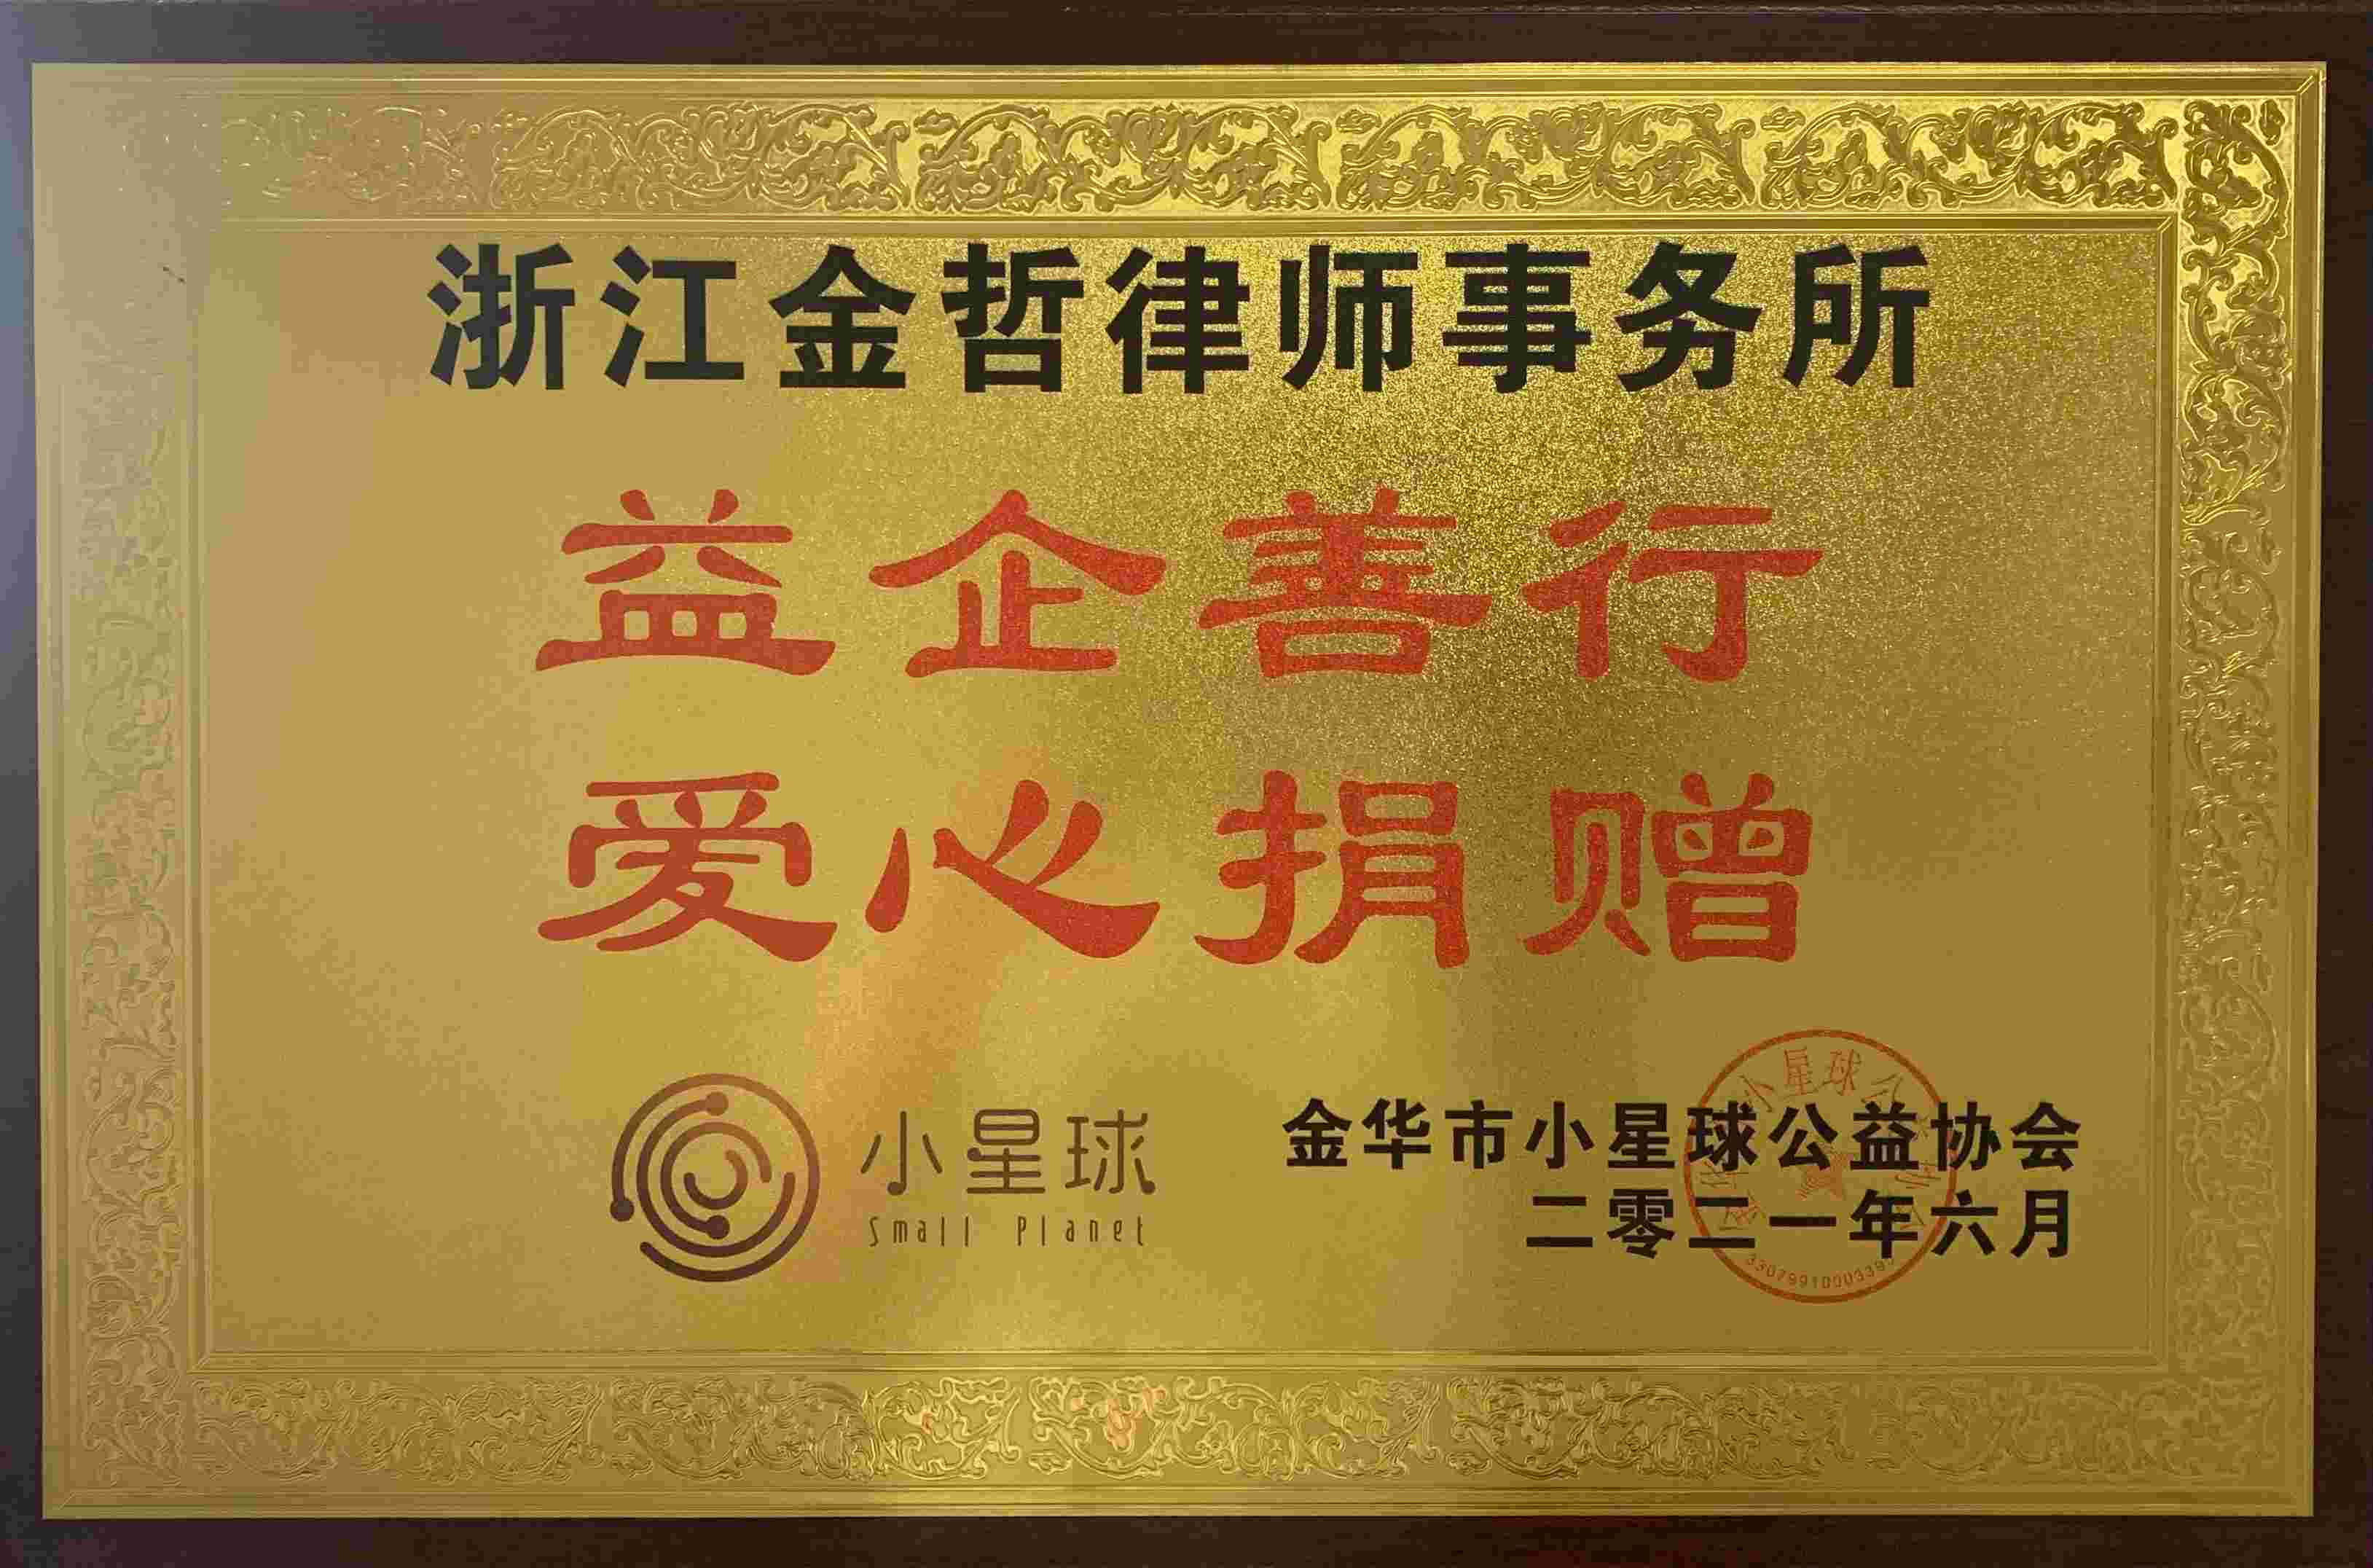 浙江金哲律师事务所
益企善行
爱心捐赠
小星球
Small Planet
金华市小星球公益协会
二零二一年六月